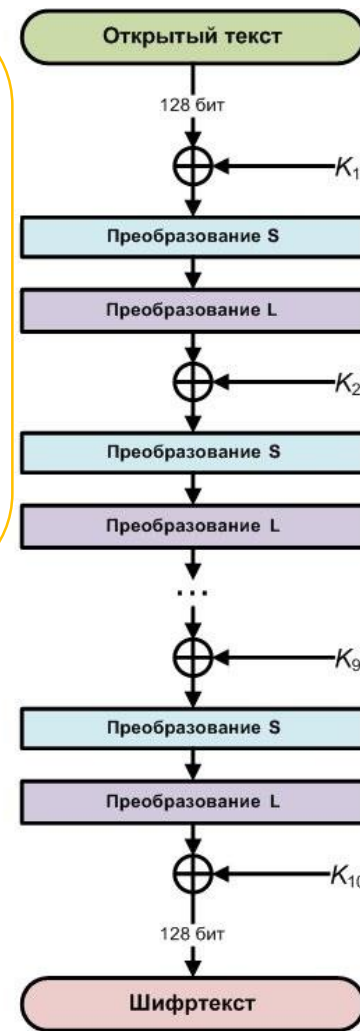 Открытый текст
128 бит
K1
Преобразование S
Преобразование L
K2
Преобразование S
Преобразование L
...
K9
Преобразование S
Преобразование L
K10
128 бит
Шифртекст